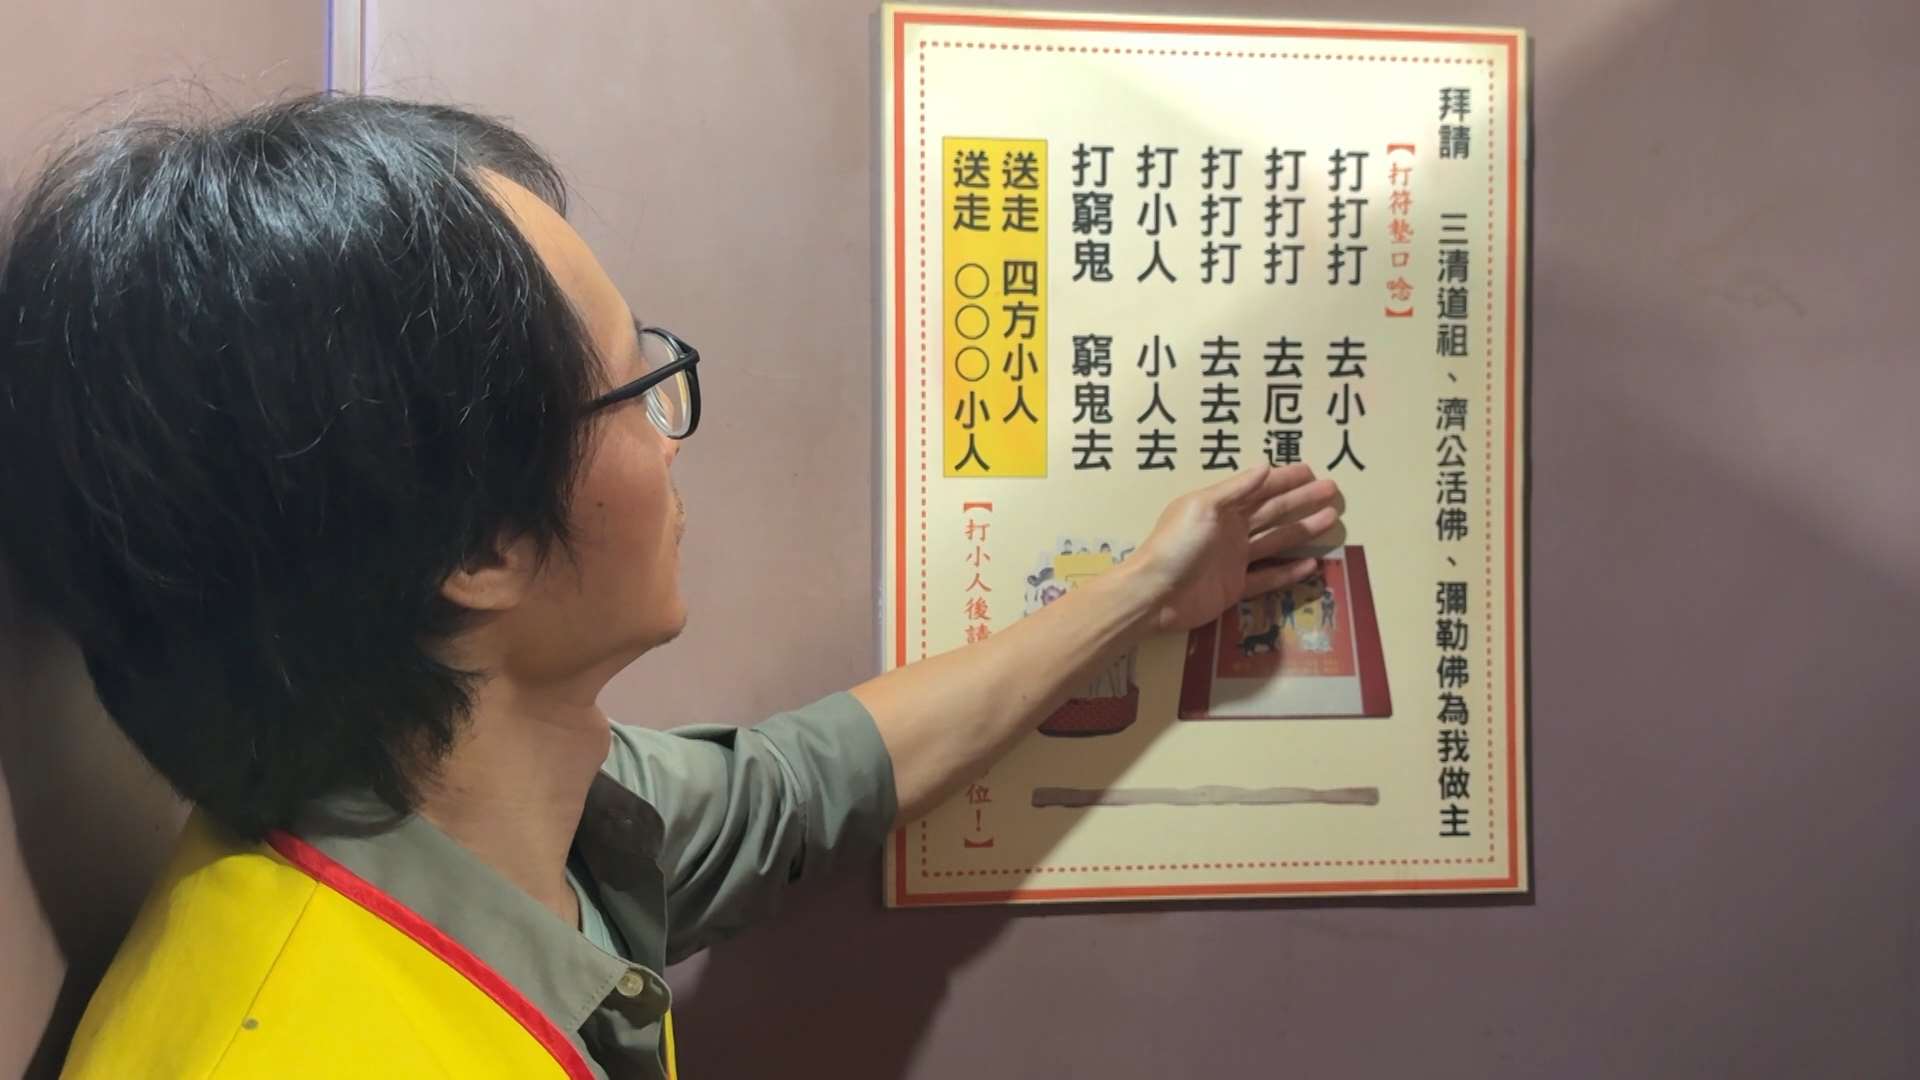 拜請 三清道祖、濟公活佛、彌勒佛為我做主
【打符墊口唸】
打打打 去小人
打打打 去厄運
打打打 去去去
打小人 小人去
打窮鬼 窮鬼去
送走 四方小人
送走 〇〇〇小人
【打小人後請
位！】